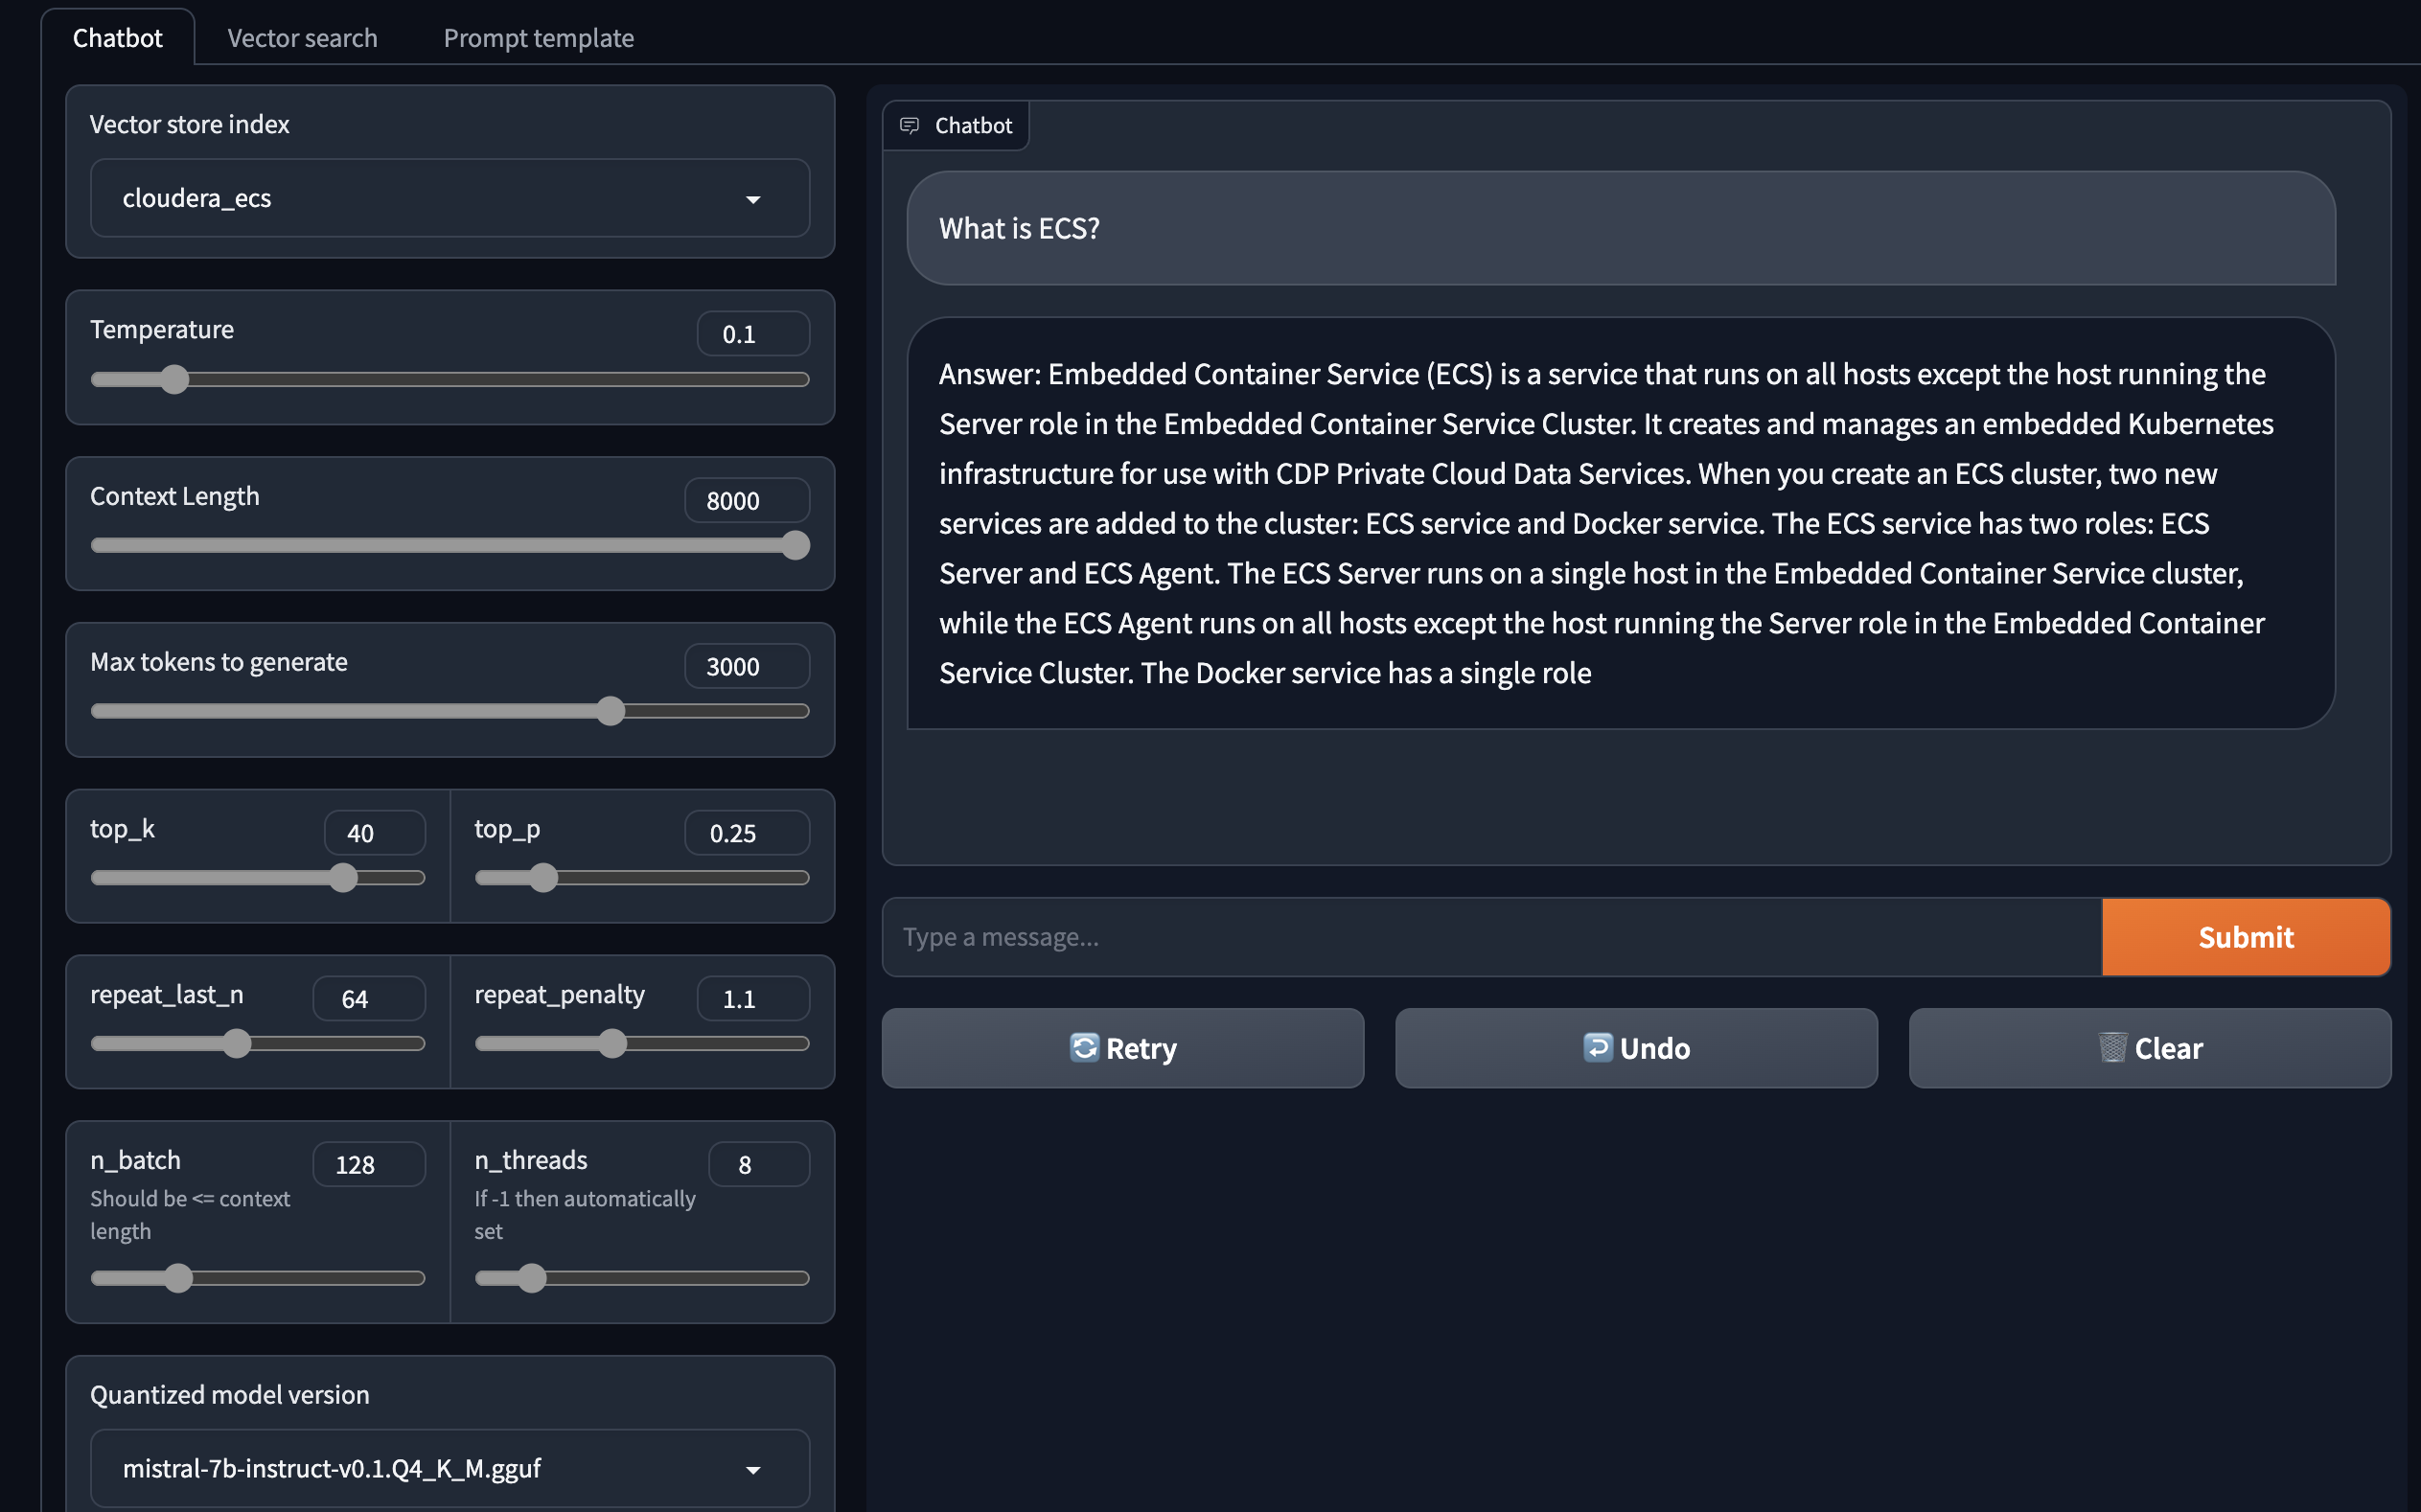 Chatbot
Vector search
Prompt template
Vector store index
cloudera_ecs
Temperature
0.1
Context Length
8000
Max tokens to generate
3000
top_k
40
top_p
0.25
repeat_last_n
64
repeat_penalty
1.1
n_batch
128
Should be <= context
length
n_threads
8
If -1 then automatically
set
Quantized model version
mistral-7b-instruct-v0.1.Q4_K_M.gguf
Chatbot
What is ECS?
Answer: Embedded Container Service (ECS) is a service that runs on all hosts except the host running the
Server role in the Embedded Container Service Cluster. It creates and manages an embedded Kubernetes
infrastructure for use with CDP Private Cloud Data Services. When you create an ECS cluster, two new
services are added to the cluster: ECS service and Docker service. The ECS service has two roles: ECS
Server and ECS Agent. The ECS Server runs on a single host in the Embedded Container Service cluster,
while the ECS Agent runs on all hosts except the host running the Server role in the Embedded Container
Service Cluster. The Docker service has a single role
Type a message...
Submit
Retry
Undo
Clear